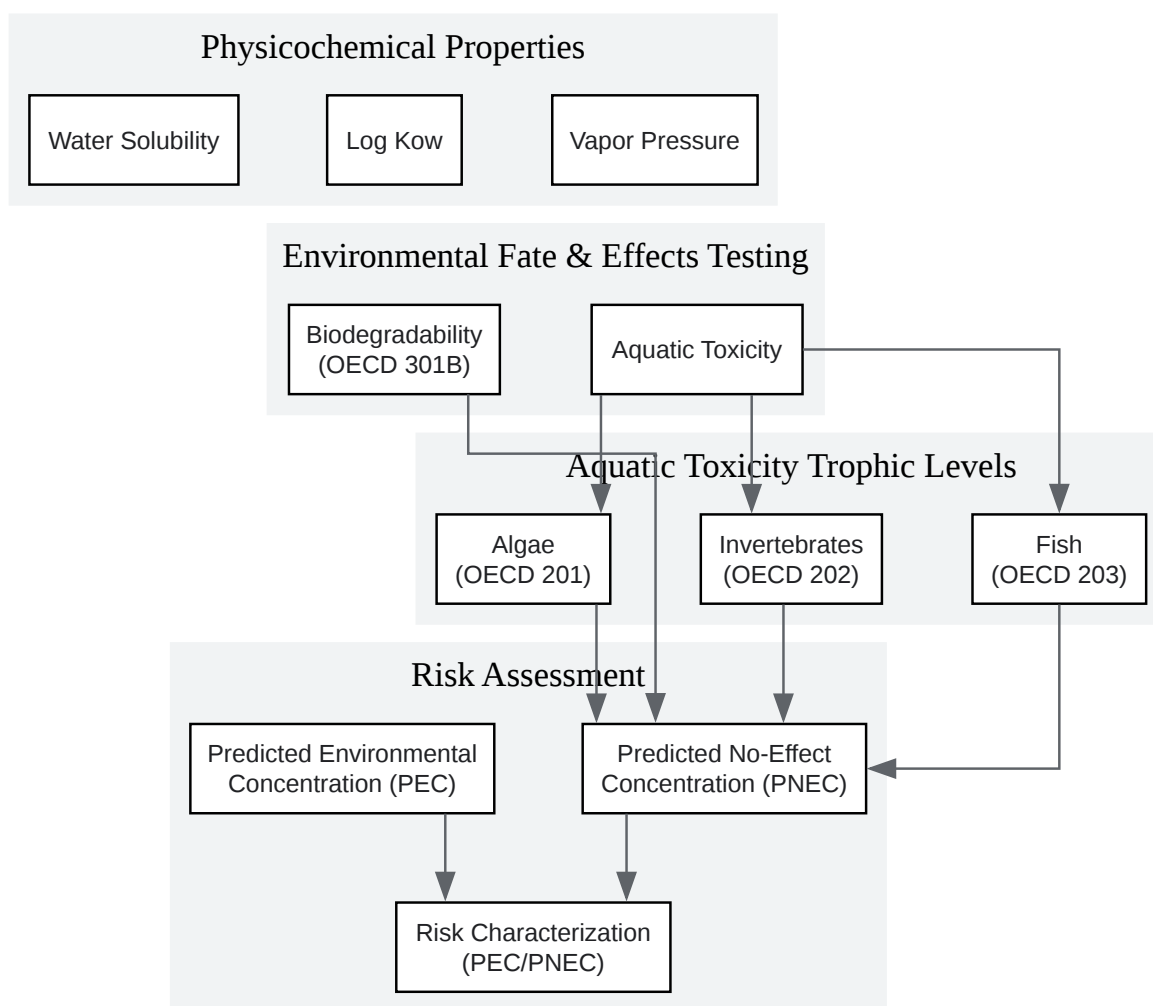 Physicochemical Properties
Water Solubility
Log Kow
Vapor Pressure
Environmental Fate & Effects Testing
Biodegradability
(OECD 301B)
Aquatic Toxicity
Aquatic Toxicity Trophic Levels
Algae
(OECD 201)
Invertebrates
(OECD 202)
Fish
(OECD 203)
Risk Assessment
Predicted Environmental
Concentration (PEC)
Predicted No-Effect
Concentration (PNEC)
Risk Characterization
(PEC/PNEC)